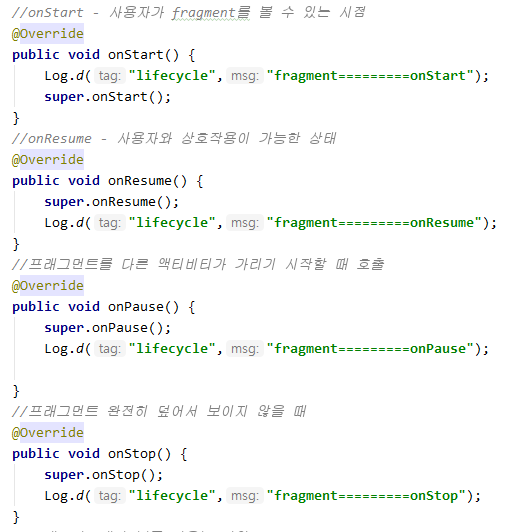 //onStart - 사용자가 fragment를 볼 수 있는 시점
@Override
public void onStart() {
Log.d( tag: "lifecycle", msg: "fragment=========onStart");
super.onStart();
}
//onResume - 사용자와 상호작용이 가능한 상태
@Override
public void onResume() {
super.onResume();
Log.d( tag: "lifecycle", msg: "fragment=========onResume");
}
//프래그먼트를 다른 액티비티가 가리기 시작할 때 호출
@Override
public void onPause() {
super.onPause();
Log.d( tag: "lifecycle", msg: "fragment=========onPause");
}
//프래그먼트 완전히 덮어서 보이지 않을 때
@Override
public void onStop() {
super.onStop();
Log.d( tag: "lifecycle", msg: "fragment=========onStop");
}